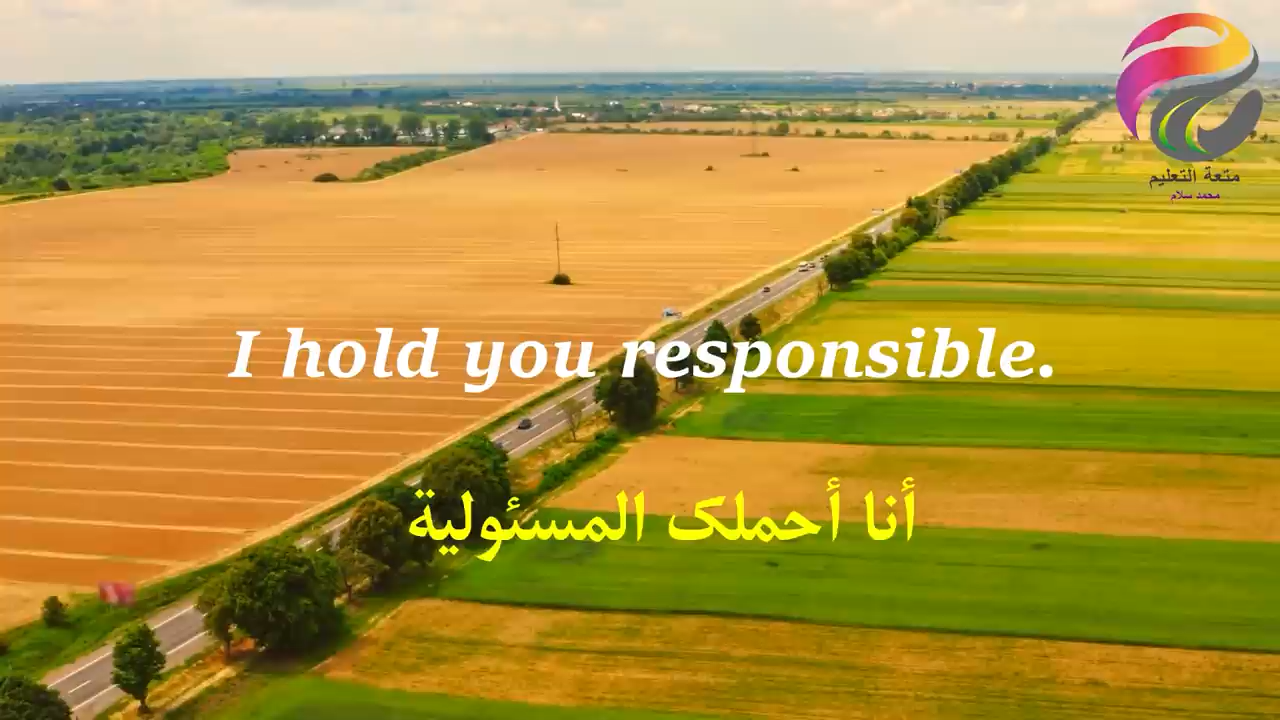 متعة التعليم
محمد سلام
I hold you responsible.
أنا أحملك المسئولية